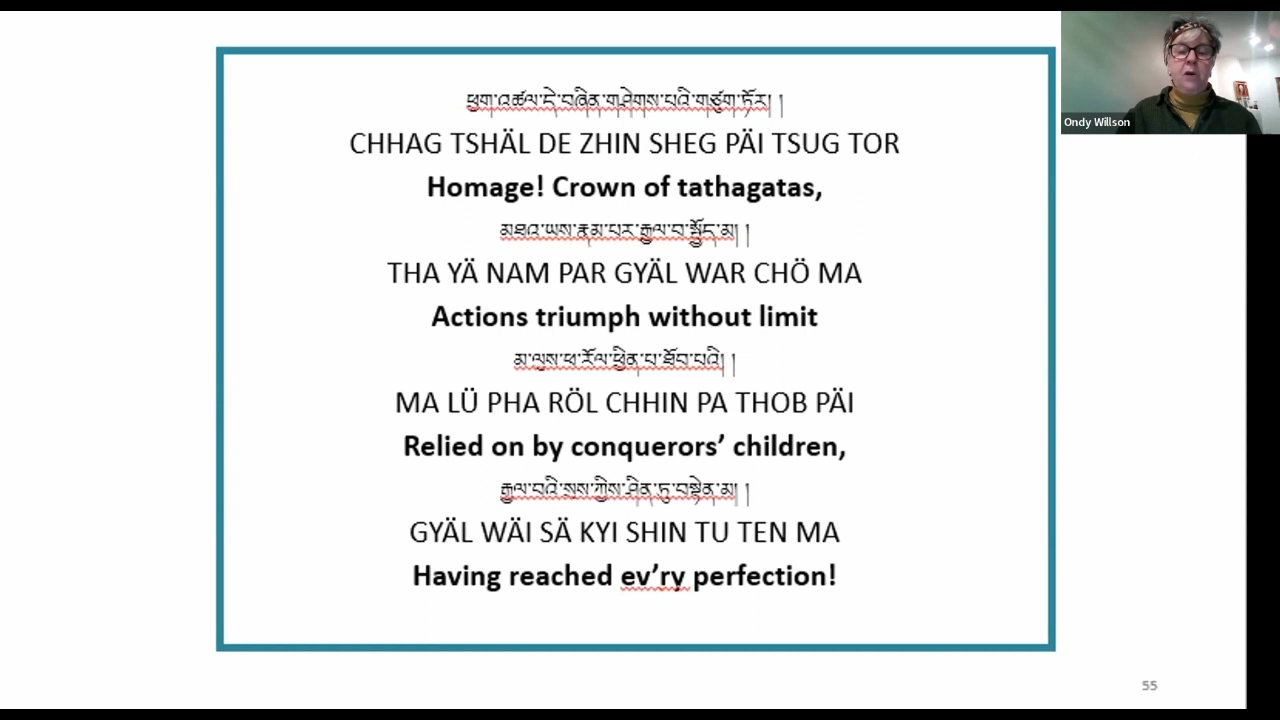 ཕྱག་འཚལ་དེ་བཞིན་གཤེགས་པའི་གཙུག་ཏོར། །
CHHAG TSHÄL DE ZHIN SHEG PÄI TSUG TOR
Homage! Crown of tathagatas,
མཐའ་ཡས་རྣམ་པར་རྒྱལ་བ་སྤྱོད་མ། །
THA YÄ NAM PAR GYÄL WAR CHÖ MA
Actions triumph without limit
མ་ལུས་ཕ་རོལ་ཕྱིན་པ་ཐོབ་པའི། །
MA LÜ PHA RÖL CHHIN PA THOB PÄI
Relied on by conquerors’ children,
རྒྱལ་བའི་སྲས་ཀྱིས་ཤིན་ཏུ་བསྟེན་མ། །
GYÄL WÄI SÄ KYI SHIN TU TEN MA
Having reached ev’ry perfection!
55
Ondy Willson